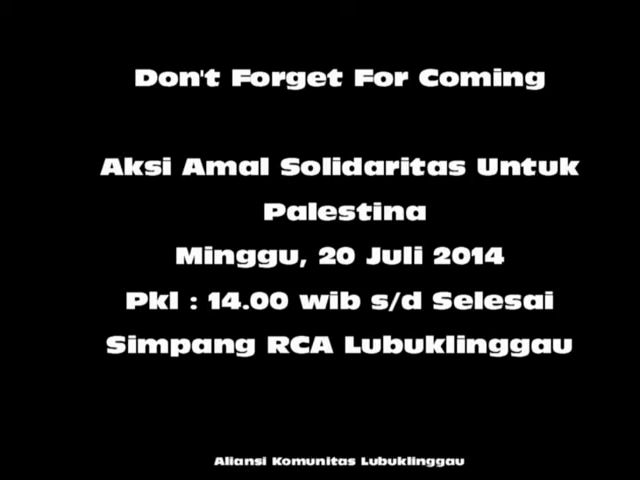 Don't Forget For Coming
Aksi Amal Solidaritas Untuk
Palestina
Minggu, 20 Juli 2014
Pkl : 14.00 wib s/d Selesai
Simpang RCA Lubuklinggau
Aliansi Komunitas Lubuklinggau